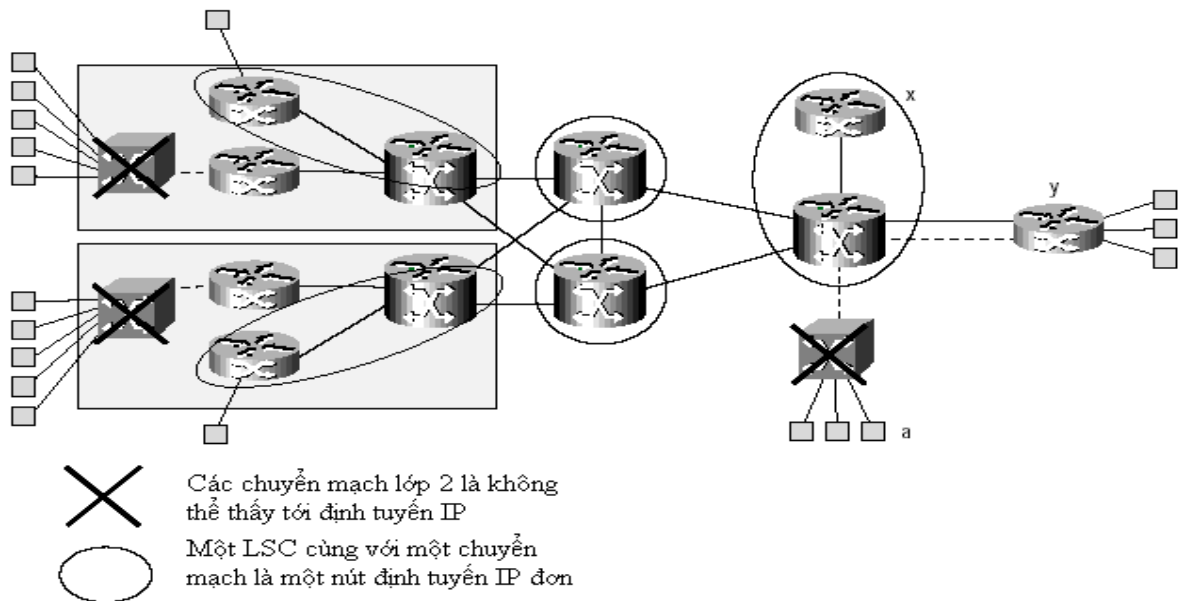 x
y
a
Các chuyển mạch lớp 2 là không
thể thấy tới định tuyến IP
Một LSC cùng với một chuyển
mạch là một nút định tuyến IP đơn